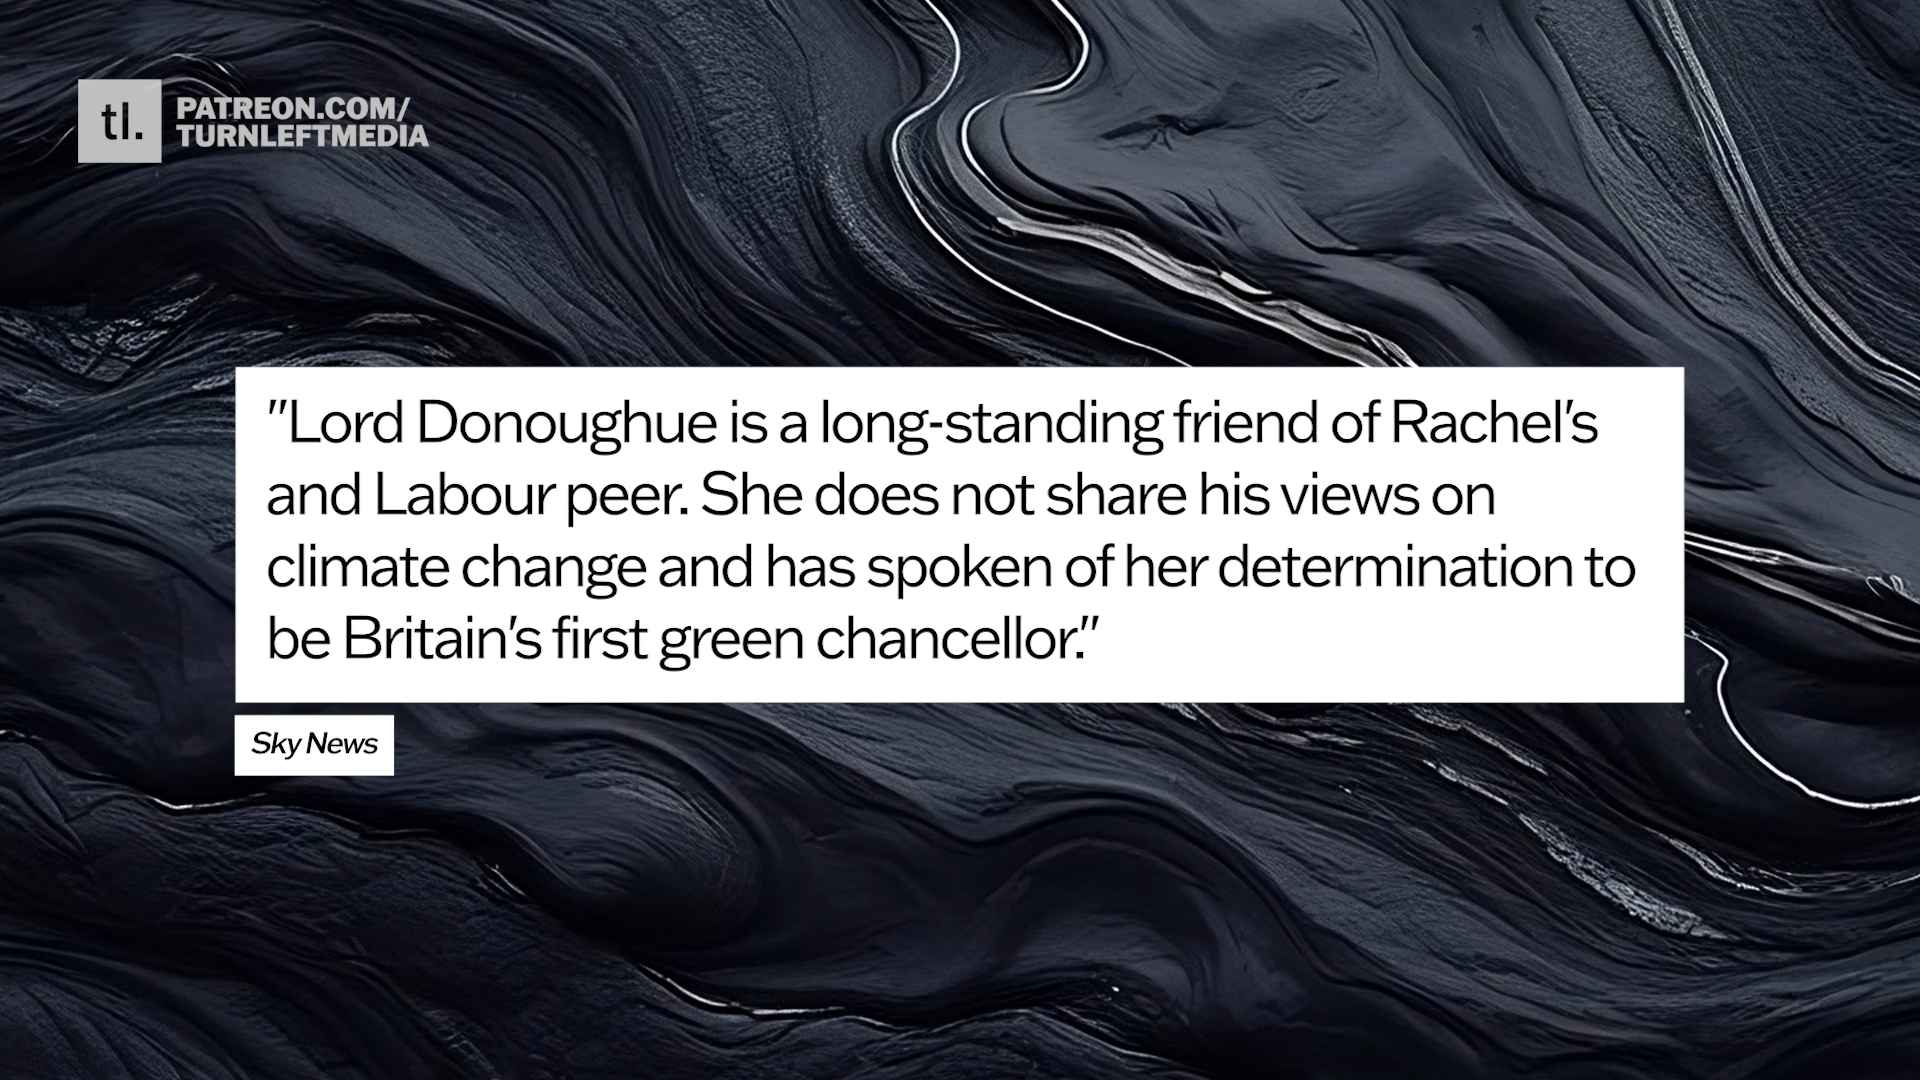 tl.
PATREON.COM/
TURNLEFTMEDIA
"Lord Donoughue is a long-standing friend of Rachel's
and Labour peer. She does not share his views on
climate change and has spoken of her determination to
be Britain's first green chancellor."
Sky News